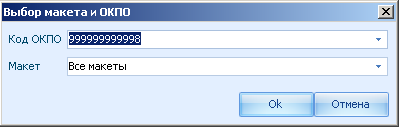 Выбор макета и ОКПО
Код ОКПО 999999999998
Макет Все макеты
Ok Отмена